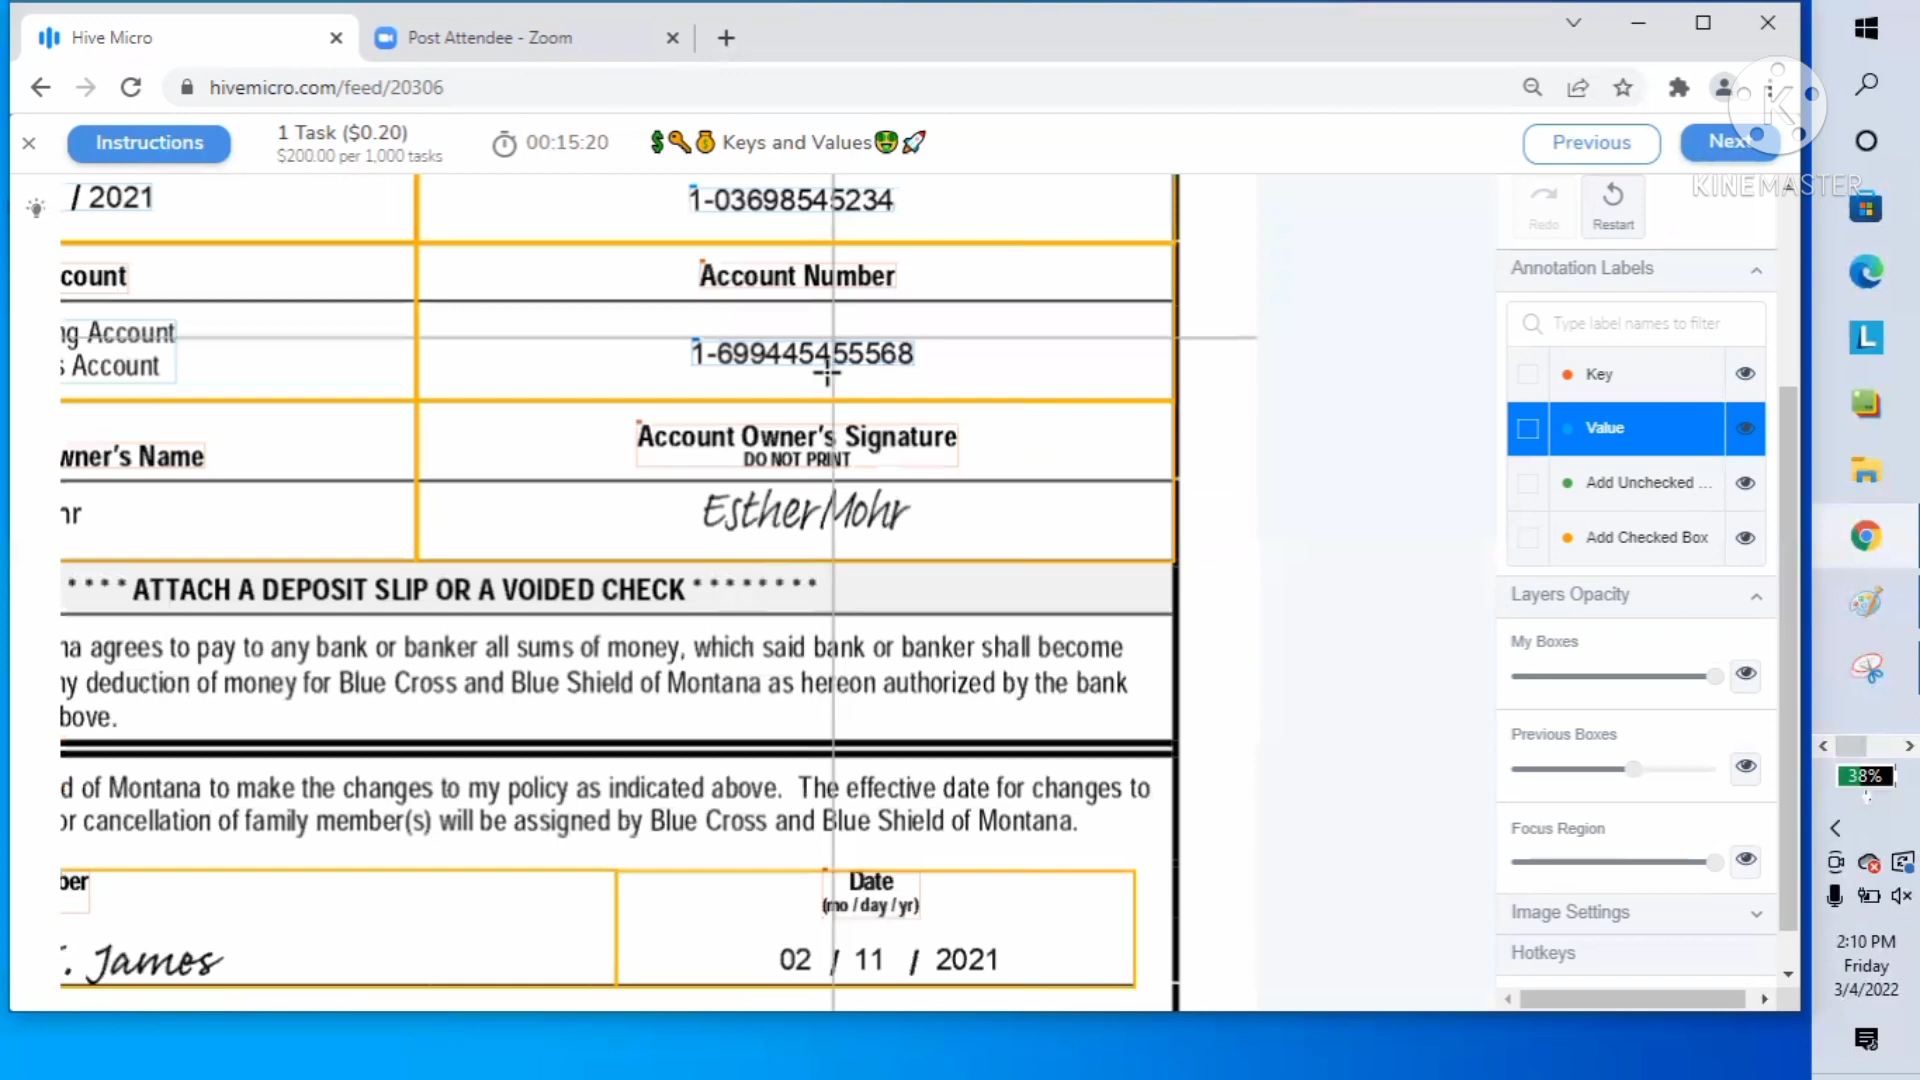 Hive Micro
Post Attendee - Zoom
hivemicro.com/feed/20306
Instructions
1 Task ($0.20)
$200.00 per 1,000 tasks
00:15:20
Keys and Values
Previous
Next
K
KINEMASTER
/ 2021
1-03698545234
count
Account Number
ng Account
s Account
1-699445455568
wner's Name
Account Owner's Signature
DO NOT PRINT
hr
Esther Mohr
* * * * ATTACH A DEPOSIT SLIP OR A VOIDED CHECK * * * * * * * *
na agrees to pay to any bank or banker all sums of money, which said bank or banker shall become
ny deduction of money for Blue Cross and Blue Shield of Montana as hereon authorized by the bank
bove.
d of Montana to make the changes to my policy as indicated above. The effective date for changes to
or cancellation of family member(s) will be assigned by Blue Cross and Blue Shield of Montana.
ber
Date
(mo / day / yr)
. James
02 / 11 / 2021
Redo
Restart
Annotation Labels
Type label names to filter
Key
Value
Add Unchecked ...
Add Checked Box
Layers Opacity
My Boxes
Previous Boxes
Focus Region
Image Settings
Hotkeys
L
38%
2:10 PM
Friday
3/4/2022